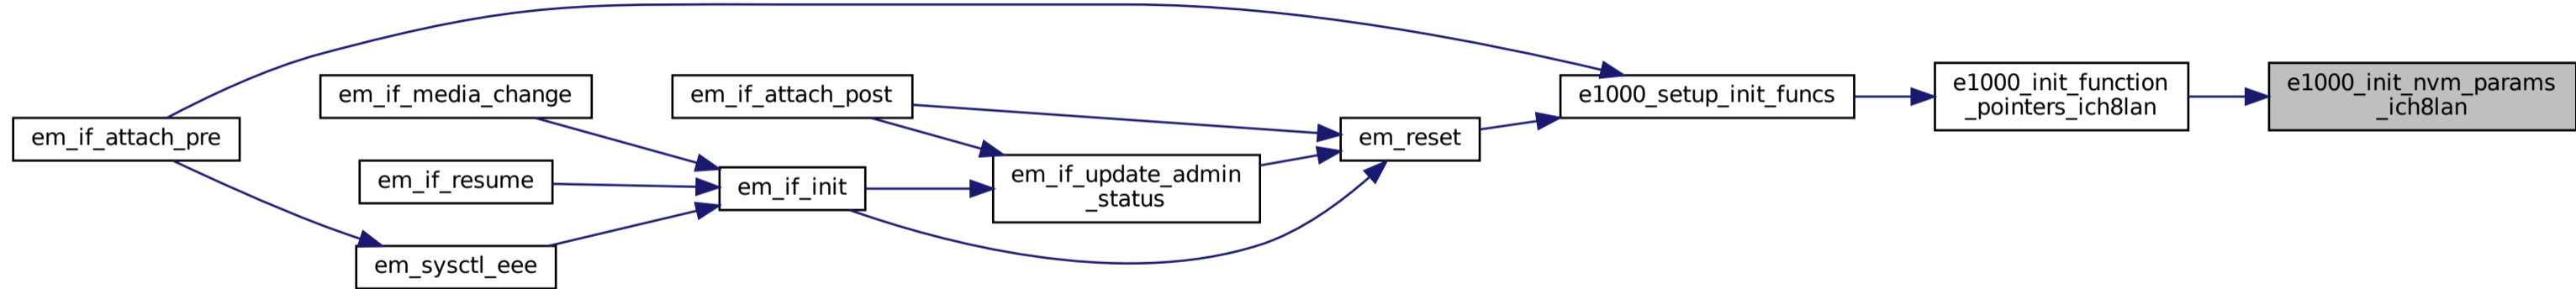 em_if_attach_pre
em_if_media_change
em_if_resume
em_sysctl_eee
em_if_attach_post
em_if_init
em_if_update_admin
_status
em_reset
e1000_setup_init_funcs
e1000_init_function
_pointers_ich8lan
e1000_init_nvm_params
_ich8lan